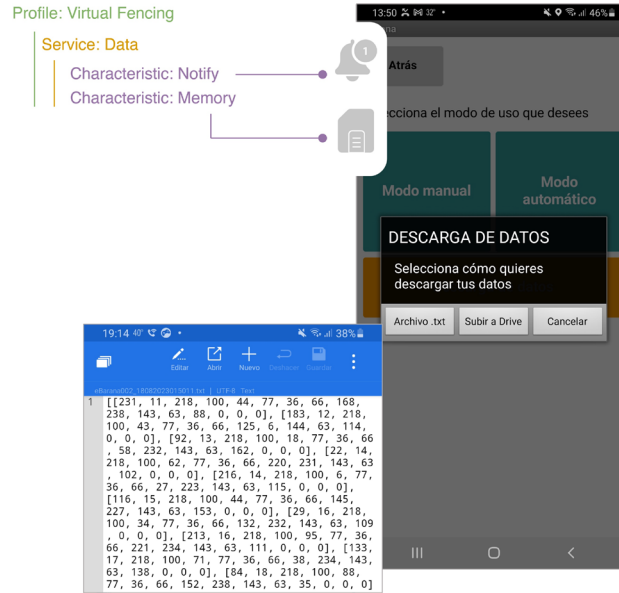 Profile: Virtual Fencing
Service: Data
Characteristic: Notify
Characteristic: Memory
1
13:50 32° • 46%
na
Atrás
ecciona el modo de uso que desees
Modo manual
Modo
automático
DESCARGA DE DATOS
Selecciona cómo quieres
descargar tus datos
Archivo .txt Subir a Drive Cancelar
19:14 40° • 38%
Editar Abrir Nuevo Deshacer Guardar
eBarana002_18082023015011.txt | UTF-8 Text
1 [[231, 11, 218, 100, 44, 77, 36, 66, 168,
238, 143, 63, 88, 0, 0, 0], [183, 12, 218,
100, 43, 77, 36, 66, 125, 6, 144, 63, 114,
0, 0, 0], [92, 13, 218, 100, 18, 77, 36, 66
, 58, 232, 143, 63, 162, 0, 0, 0], [22, 14,
218, 100, 62, 77, 36, 66, 220, 231, 143, 63
, 102, 0, 0, 0], [216, 14, 218, 100, 6, 77,
36, 66, 27, 223, 143, 63, 115, 0, 0, 0],
[116, 15, 218, 100, 44, 77, 36, 66, 145,
227, 143, 63, 153, 0, 0, 0], [29, 16, 218,
100, 34, 77, 36, 66, 132, 232, 143, 63, 109
, 0, 0, 0], [213, 16, 218, 100, 95, 77, 36,
66, 221, 234, 143, 63, 111, 0, 0, 0], [133,
17, 218, 100, 71, 77, 36, 66, 38, 234, 143,
63, 138, 0, 0, 0], [84, 18, 218, 100, 88,
77, 36, 66, 152, 238, 143, 63, 35, 0, 0, 0]